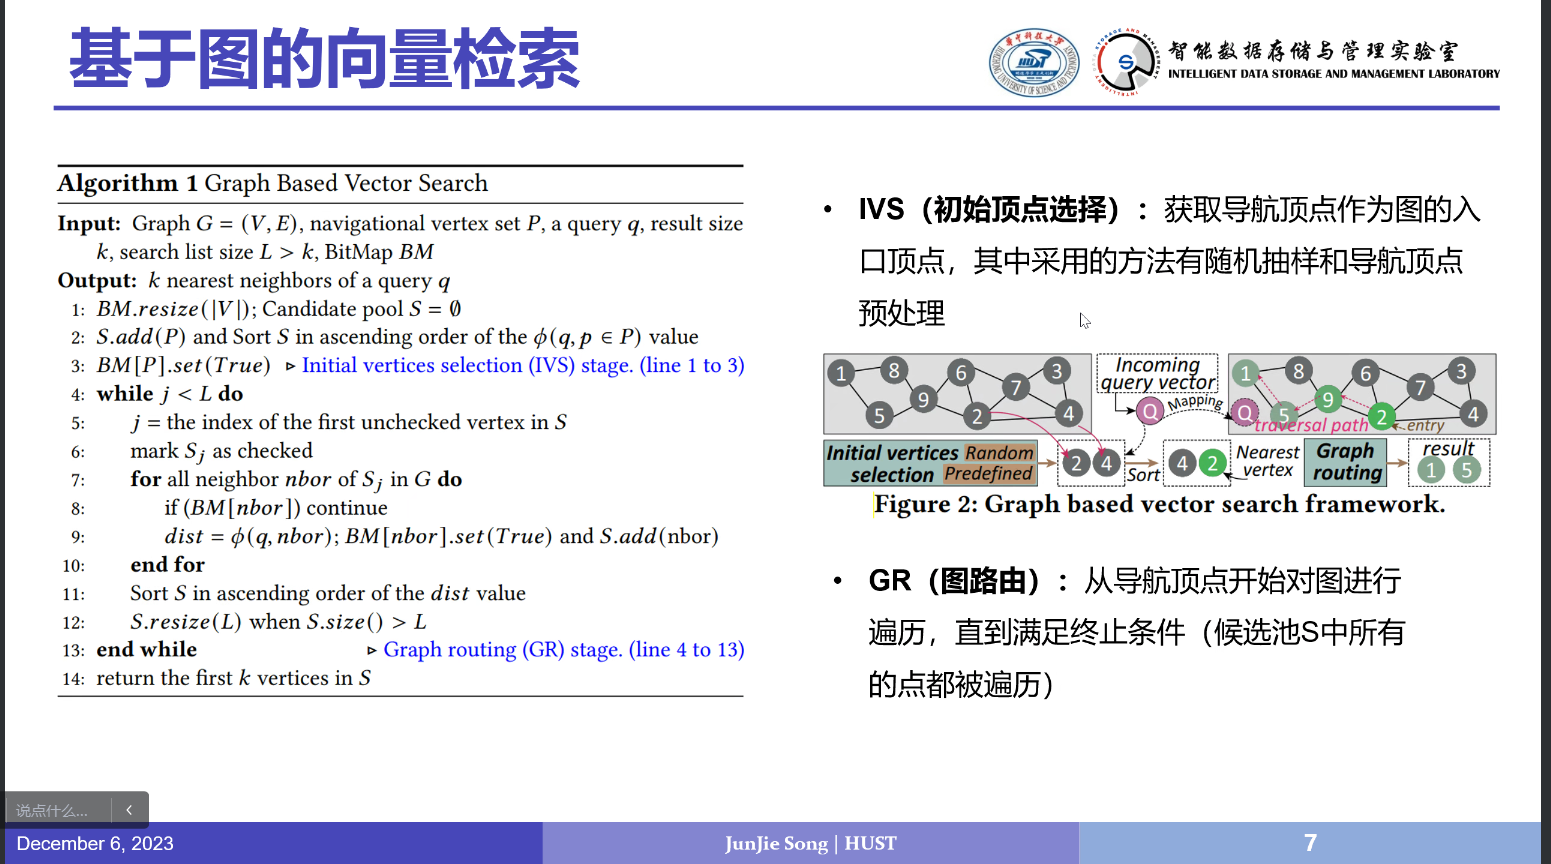 基于图的向量检索
智能数据存储与管理实验室
INTELLIGENT DATA STORAGE AND MANAGEMENT LABORATORY
Algorithm 1 Graph Based Vector Search
Input: Graph G = (V, E), navigational vertex set P, a query q, result size
k, search list size L > k, BitMap BM
Output: k nearest neighbors of a query q
1: BM.resize(|V|); Candidate pool S = ∅
2: S.add(P) and Sort S in ascending order of the ϕ(q, p ∈ P) value
3: BM[P].set(True) ▹ Initial vertices selection (IVS) stage. (line 1 to 3)
4: while j < L do
5: j = the index of the first unchecked vertex in S
6: mark Sj as checked
7: for all neighbor nbor of Sj in G do
8: if (BM[nbor]) continue
9: dist = ϕ(q, nbor); BM[nbor].set(True) and S.add(nbor)
10: end for
11: Sort S in ascending order of the dist value
12: S.resize(L) when S.size() > L
13: end while ▹ Graph routing (GR) stage. (line 4 to 13)
14: return the first k vertices in S
• IVS（初始顶点选择）：获取导航顶点作为图的入
口顶点，其中采用的方法有随机抽样和导航顶点
预处理
1 8 6 3
9 7
5 2 4
Incoming
query vector
Q Mapping Q
1 8 6 3
9 7
5 2 4
traversal path entry
Initial vertices Random
selection Predefined
2 4
Sort
4 2
Nearest
vertex
Graph
routing
result
1 5
Figure 2: Graph based vector search framework.
• GR（图路由）：从导航顶点开始对图进行
遍历，直到满足终止条件（候选池S中所有
的点都被遍历）
说点什么...
December 6, 2023
JunJie Song | HUST
7